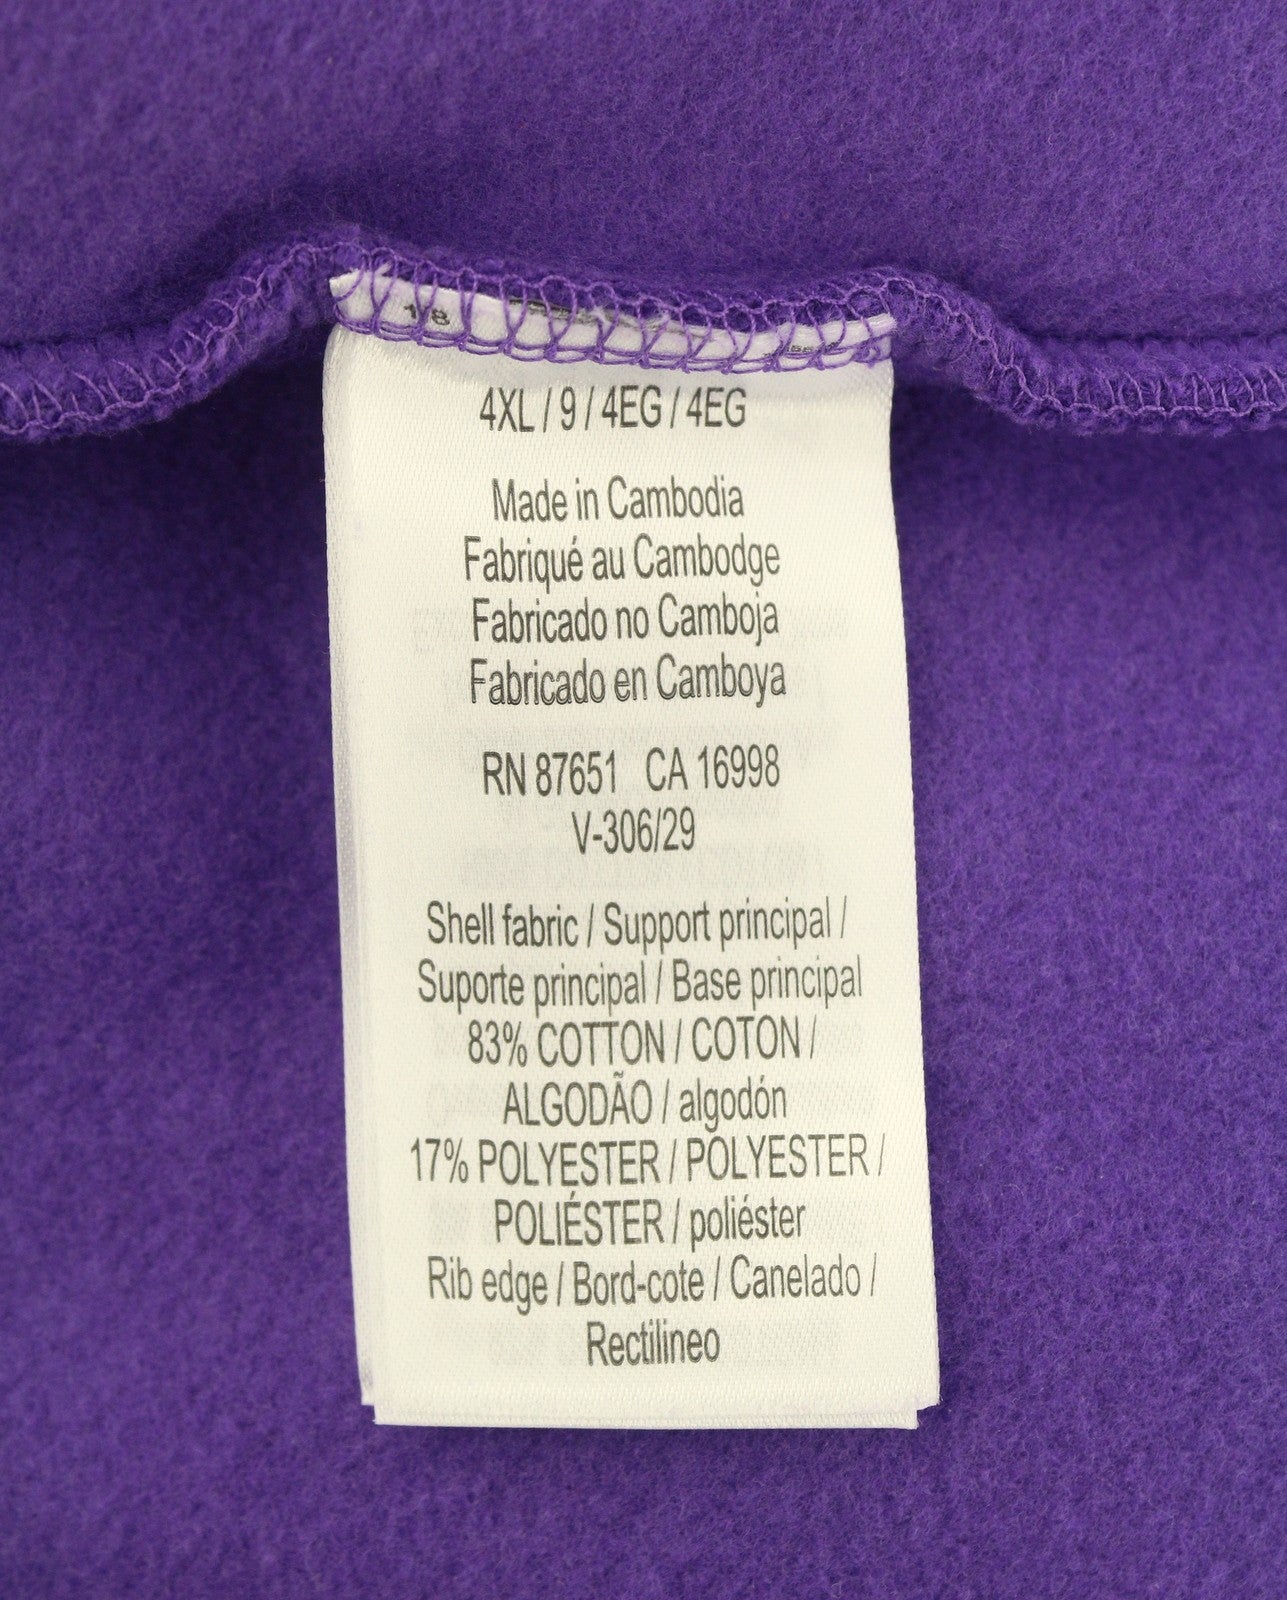 4XL / 9 / 4EG / 4EG
Made in Cambodia
Fabriqué au Cambodge
Fabricado no Camboja
Fabricado en Camboya
RN 87651 CA 16998
V-306/29
Shell fabric / Support principal /
Suporte principal / Base principal
83% COTTON / COTON /
ALGODÃO / algodón
17% POLYESTER / POLYESTER /
POLIÉSTER / poliéster
Rib edge / Bord-cote / Canelado /
Rectilineo